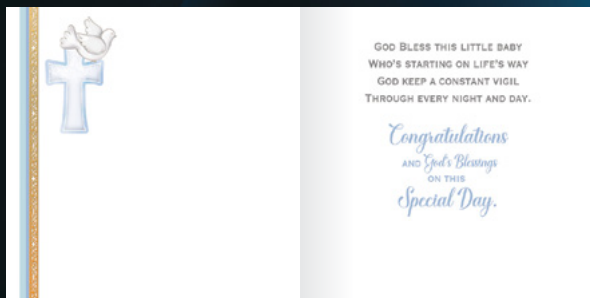 GOD BLESS THIS LITTLE BABY
WHO'S STARTING ON LIFE'S WAY
GOD KEEP A CONSTANT VIGIL
THROUGH EVERY NIGHT AND DAY.
Congratulations
AND God's Blessings
ON THIS
Special Day.